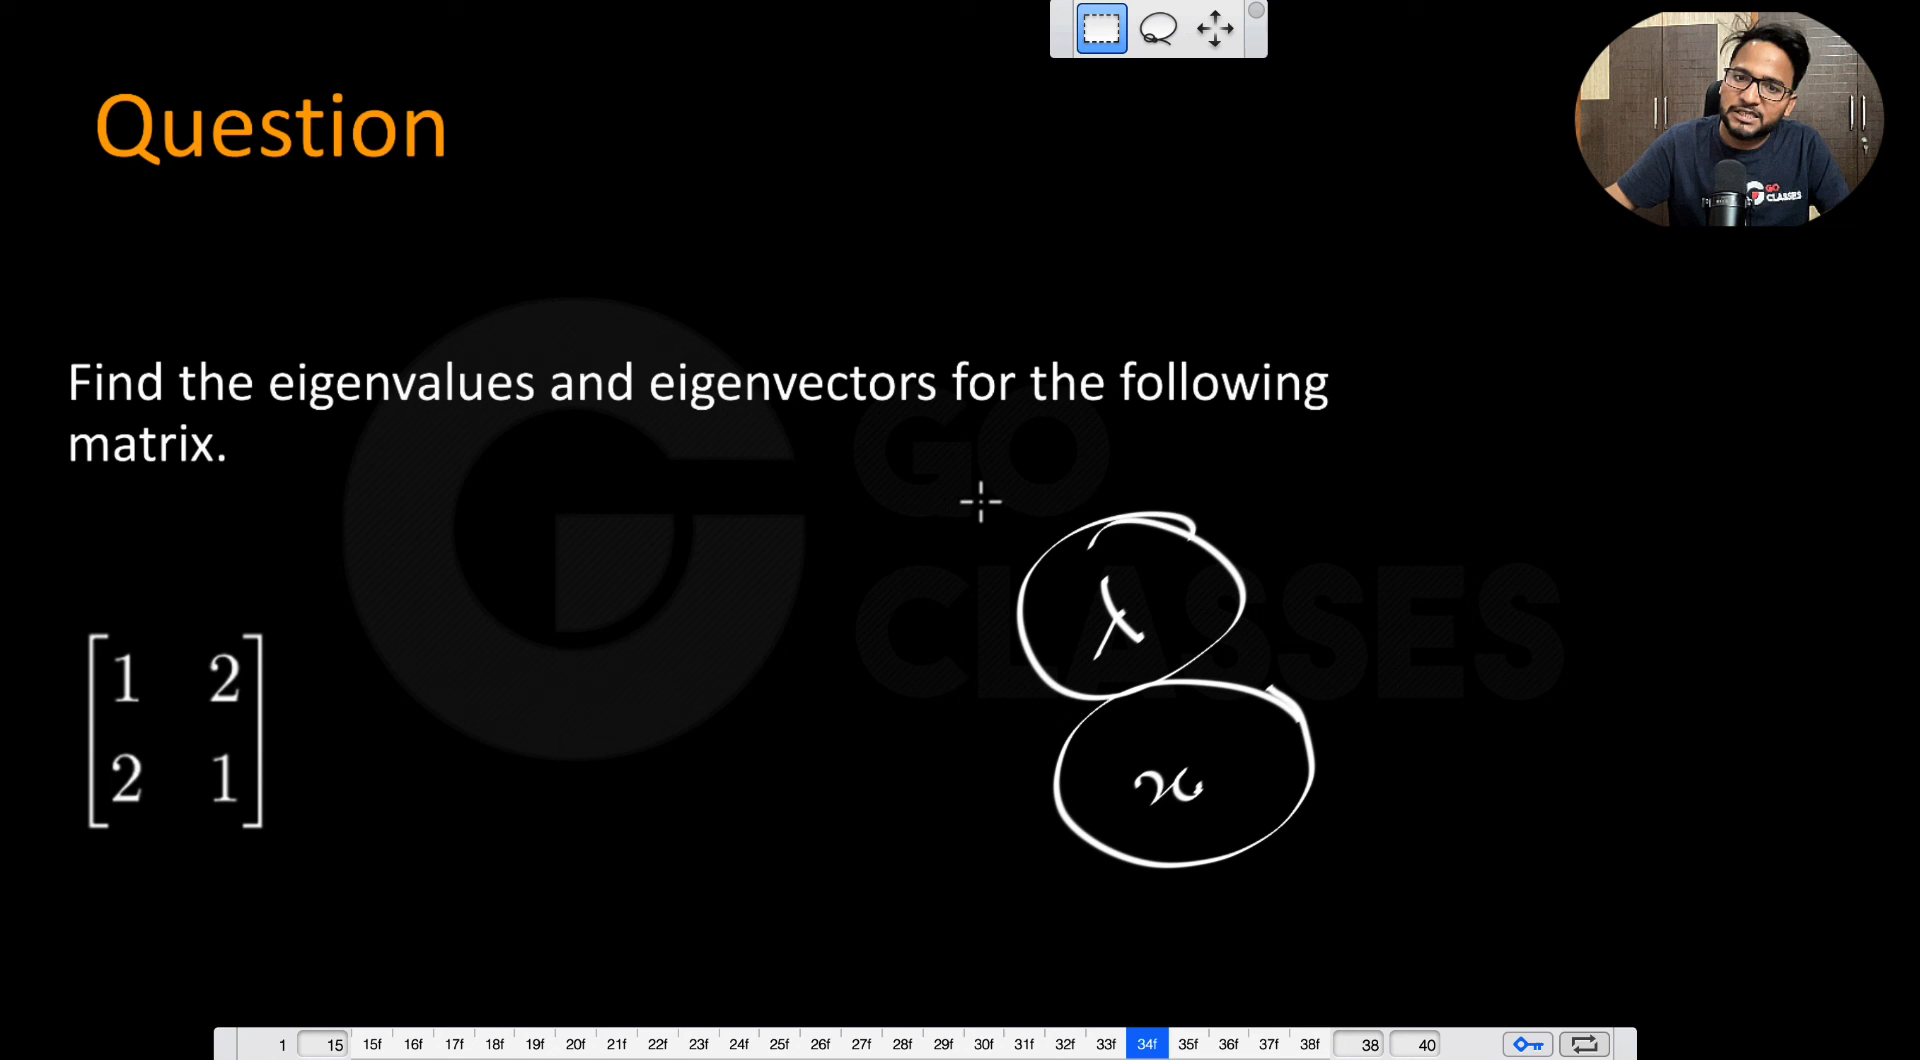 Question
GO
CLASSES
Find the eigenvalues and eigenvectors for the following
matrix.
GO
CLASSES
λ
1 2
2 1
x
1 15 15f 16f 17f 18f 19f 20f 21f 22f 23f 24f 25f 26f 27f 28f 29f 30f 31f 32f 33f 34f 35f 36f 37f 38f 38 40